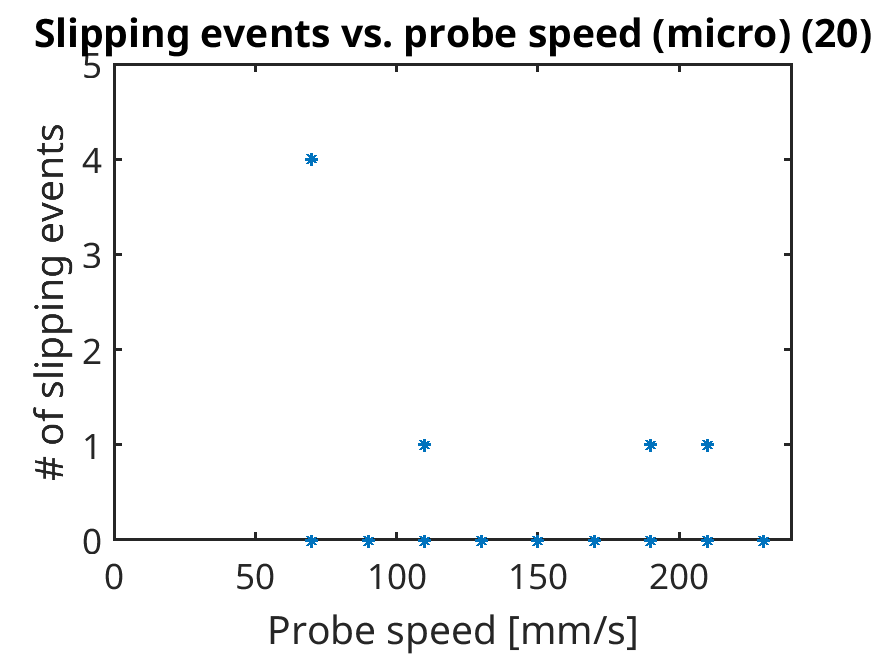 Slipping events vs. probe speed (micro) (20)
5
4
3
2
1
0
# of slipping events
0 50 100 150 200
Probe speed [mm/s]